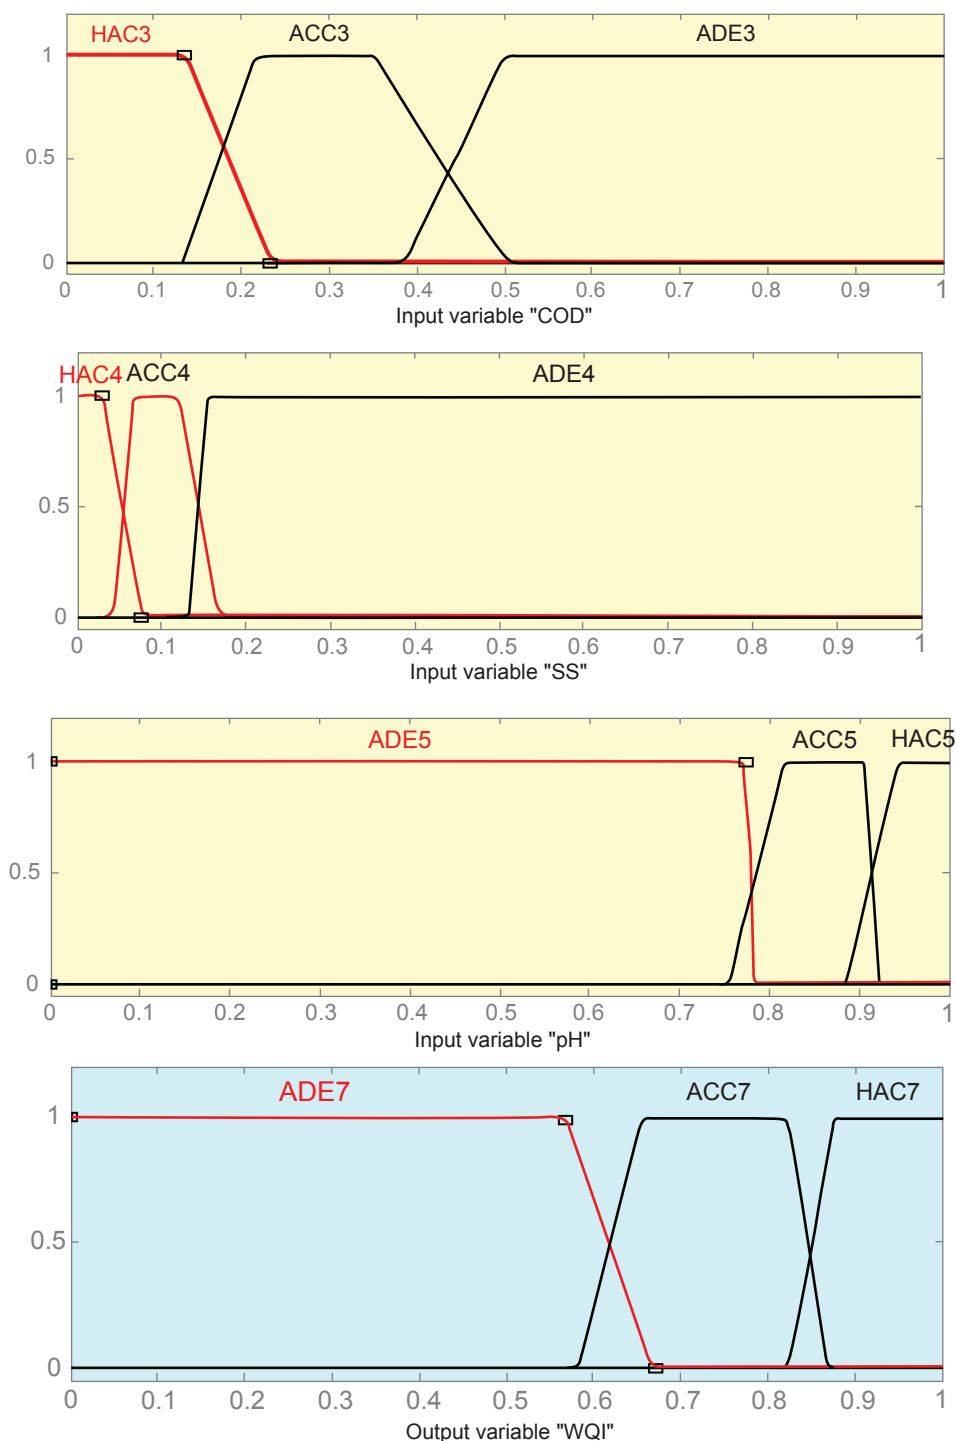 HAC3 ACC3 ADE3
1
0.5
0
0 0.1 0.2 0.3 0.4 0.5 0.6 0.7 0.8 0.9 1
Input variable "COD"
HAC4 ACC4 ADE4
1
0.5
0
0 0.1 0.2 0.3 0.4 0.5 0.6 0.7 0.8 0.9 1
Input variable "SS"
ADE5 ACC5 HAC5
1
0.5
0
0 0.1 0.2 0.3 0.4 0.5 0.6 0.7 0.8 0.9 1
Input variable "pH"
ADE7 ACC7 HAC7
1
0.5
0
0 0.1 0.2 0.3 0.4 0.5 0.6 0.7 0.8 0.9 1
Output variable "WQI"